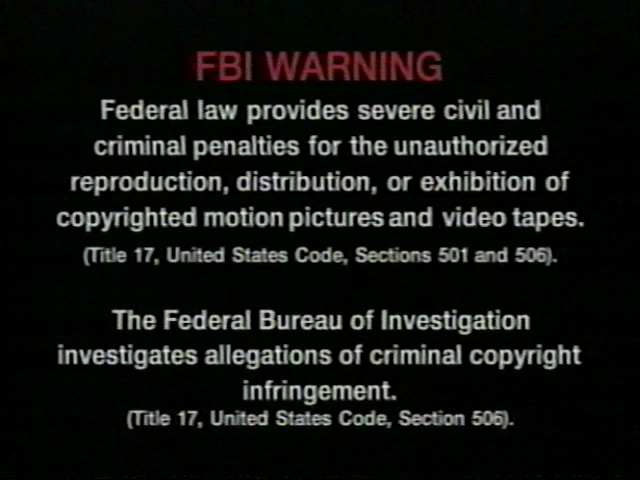 FBI WARNING
Federal law provides severe civil and
criminal penalties for the unauthorized
reproduction, distribution, or exhibition of
copyrighted motion pictures and video tapes.
(Title 17, United States Code, Sections 501 and 506).
The Federal Bureau of Investigation
investigates allegations of criminal copyright
infringement.
(Title 17, United States Code, Section 506).